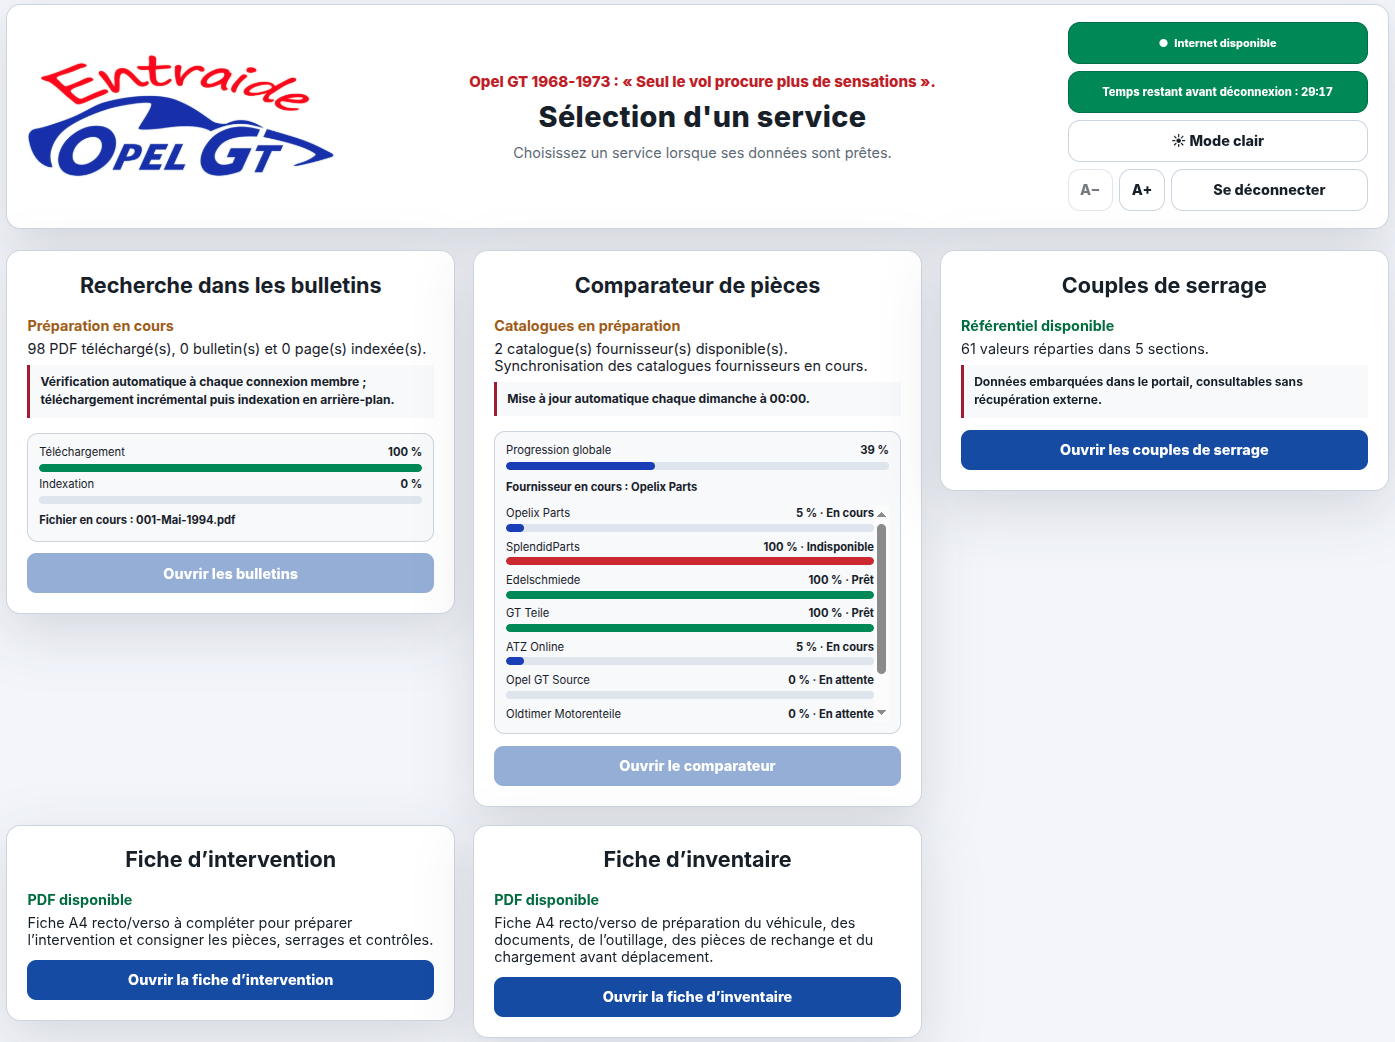 Entraide
OPEL GT
Opel GT 1968-1973 : « Seul le vol procure plus de sensations ».
Sélection d'un service
Choisissez un service lorsque ses données sont prêtes.
Internet disponible
Temps restant avant déconnexion : 29:17
Mode clair
A−
A+
Se déconnecter
Recherche dans les bulletins
Préparation en cours
98 PDF téléchargé(s), 0 bulletin(s) et 0 page(s) indexée(s).
Vérification automatique à chaque connexion membre ;
téléchargement incrémental puis indexation en arrière-plan.
Téléchargement 100 %
Indexation 0 %
Fichier en cours : 001-Mai-1994.pdf
Ouvrir les bulletins
Comparateur de pièces
Catalogues en préparation
2 catalogue(s) fournisseur(s) disponible(s).
Synchronisation des catalogues fournisseurs en cours.
Mise à jour automatique chaque dimanche à 00:00.
Progression globale 39 %
Fournisseur en cours : Opelix Parts
Opelix Parts 5 % · En cours
SplendidParts 100 % · Indisponible
Edelschmiede 100 % · Prêt
GT Teile 100 % · Prêt
ATZ Online 5 % · En cours
Opel GT Source 0 % · En attente
Oldtimer Motorenteile 0 % · En attente
Ouvrir le comparateur
Couples de serrage
Référentiel disponible
61 valeurs réparties dans 5 sections.
Données embarquées dans le portail, consultables sans
récupération externe.
Ouvrir les couples de serrage
Fiche d’intervention
PDF disponible
Fiche A4 recto/verso à compléter pour préparer
l’intervention et consigner les pièces, serrages et contrôles.
Ouvrir la fiche d’intervention
Fiche d’inventaire
PDF disponible
Fiche A4 recto/verso de préparation du véhicule, des
documents, de l’outillage, des pièces de rechange et du
chargement avant déplacement.
Ouvrir la fiche d’inventaire